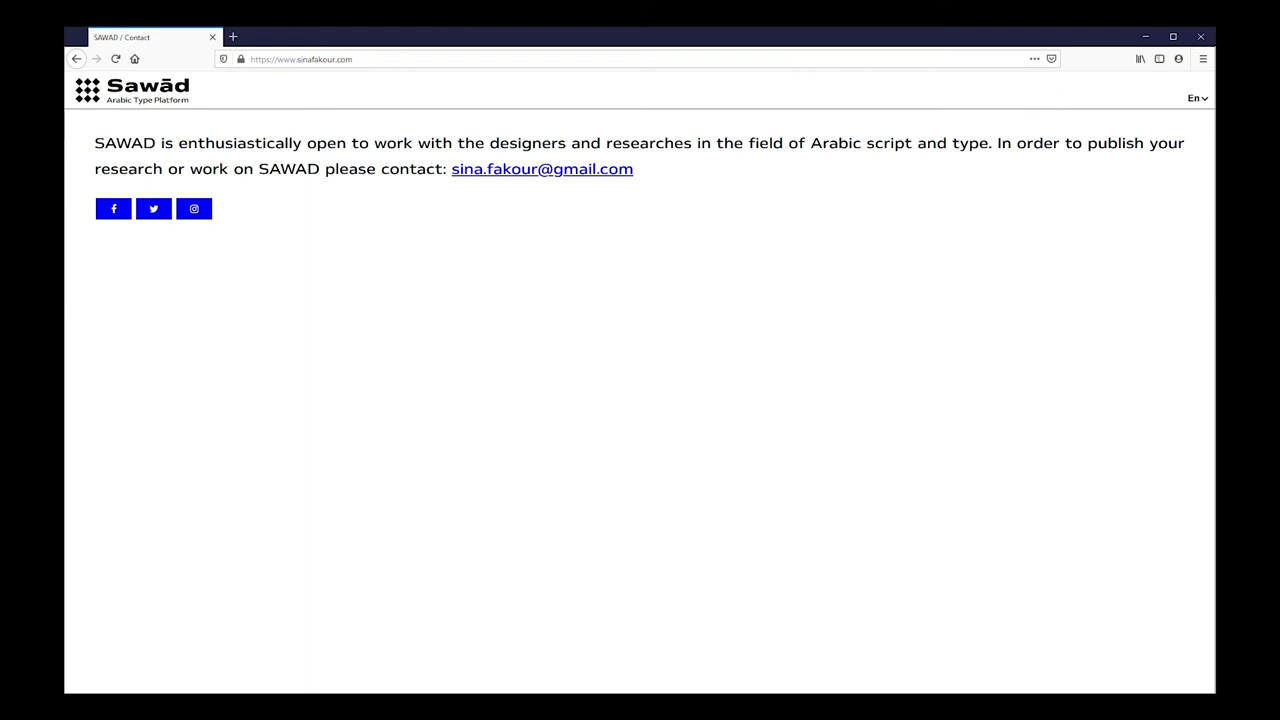 SAWAD / Contact
https://www.sinafakour.com
Sawād
Arabic Type Platform
En
SAWAD is enthusiastically open to work with the designers and researches in the field of Arabic script and type. In order to publish your
research or work on SAWAD please contact: sina.fakour@gmail.com